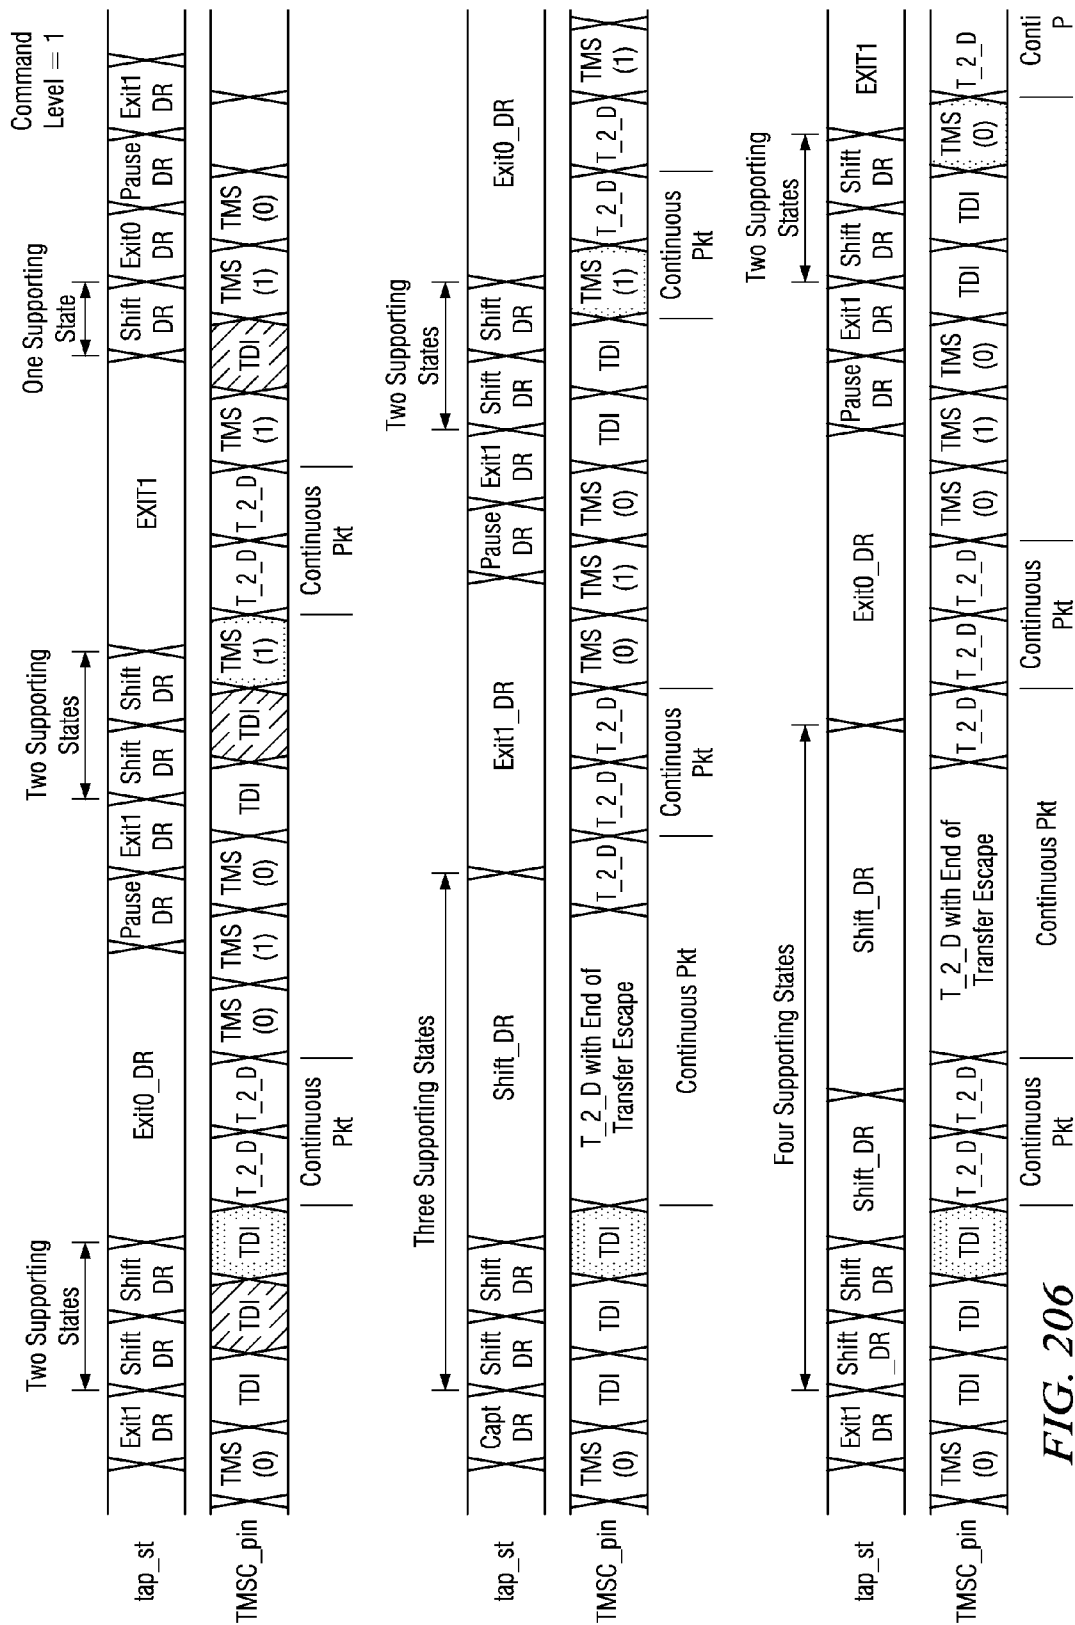 Command
Level = 1
Two Supporting
States
Two Supporting
States
One Supporting
State
tap_st
Exit1
DR
Shift
DR
Shift
DR
Exit0_DR
Pause
DR
Exit1
DR
Shift
DR
Shift
DR
EXIT1
Shift
DR
Exit0
DR
Pause
DR
Exit1
DR
TMSC_pin
TMS
(0)
TDI
TDI
TDI
T_2_D
T_2_D
TMS
(0)
TMS
(1)
TMS
(0)
TDI
TDI
TMS
(1)
T_2_D
T_2_D
TMS
(1)
TDI
TMS
(1)
TMS
(0)
Continuous
Pkt
Continuous
Pkt
Three Supporting States
Two Supporting
States
tap_st
Capt
DR
Shift
DR
Shift
DR
Shift_DR
Exit1_DR
Pause
DR
Exit1
DR
Shift
DR
Shift
DR
Exit0_DR
TMSC_pin
TMS
(0)
TDI
TDI
TDI
T_2_D with End of
Transfer Escape
T_2_D
T_2_D
T_2_D
TMS
(0)
TMS
(1)
TMS
(0)
TDI
TDI
TMS
(1)
T_2_D
T_2_D
TMS
(1)
Continuous Pkt
Continuous
Pkt
Continuous
Pkt
Four Supporting States
Two Supporting
States
tap_st
Exit1
DR
Shift
_DR
Shift
DR
Shift_DR
Shift_DR
Exit0_DR
Pause
DR
Exit1
DR
Shift
DR
Shift
DR
EXIT1
TMSC_pin
TMS
(0)
TDI
TDI
TDI
T_2_D
T_2_D
T_2_D with End of
Transfer Escape
T_2_D
T_2_D
T_2_D
TMS
(0)
TMS
(1)
TMS
(0)
TDI
TDI
TMS
(0)
T_2_D
Continuous
Pkt
Continuous Pkt
Continuous
Pkt
Conti
P
FIG. 206